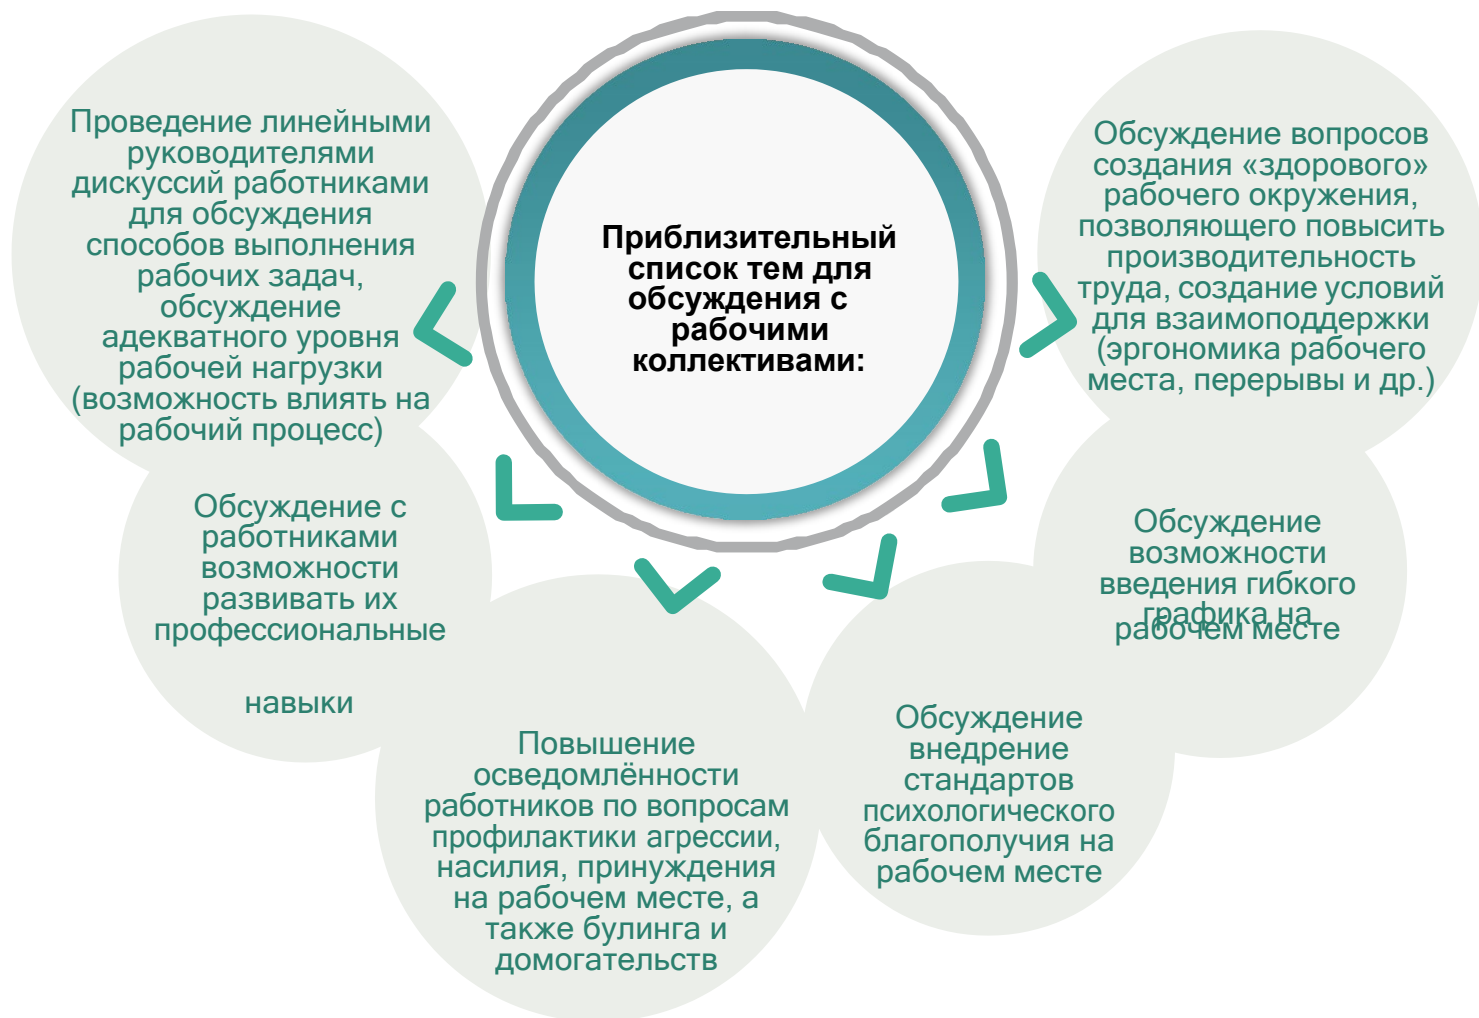 Приблизительный
список тем для
обсуждения с
рабочими
коллективами:
Проведение линейными
руководителями
дискуссий работниками
для обсуждения
способов выполнения
рабочих задач,
обсуждение
адекватного уровня
рабочей нагрузки
(возможность влиять на
рабочий процесс)
Обсуждение с
работниками
возможности
развивать их
профессиональные
навыки
Повышение
осведомлённости
работников по вопросам
профилактики агрессии,
насилия, принуждения
на рабочем месте, а
также булинга и
домогательств
Обсуждение
внедрение
стандартов
психологического
благополучия на
рабочем месте
Обсуждение
возможности
введения гибкого
графика на
рабочем месте
Обсуждение вопросов
создания «здорового»
рабочего окружения,
позволяющего повысить
производительность
труда, создание условий
для взаимоподдержки
(эргономика рабочего
места, перерывы и др.)